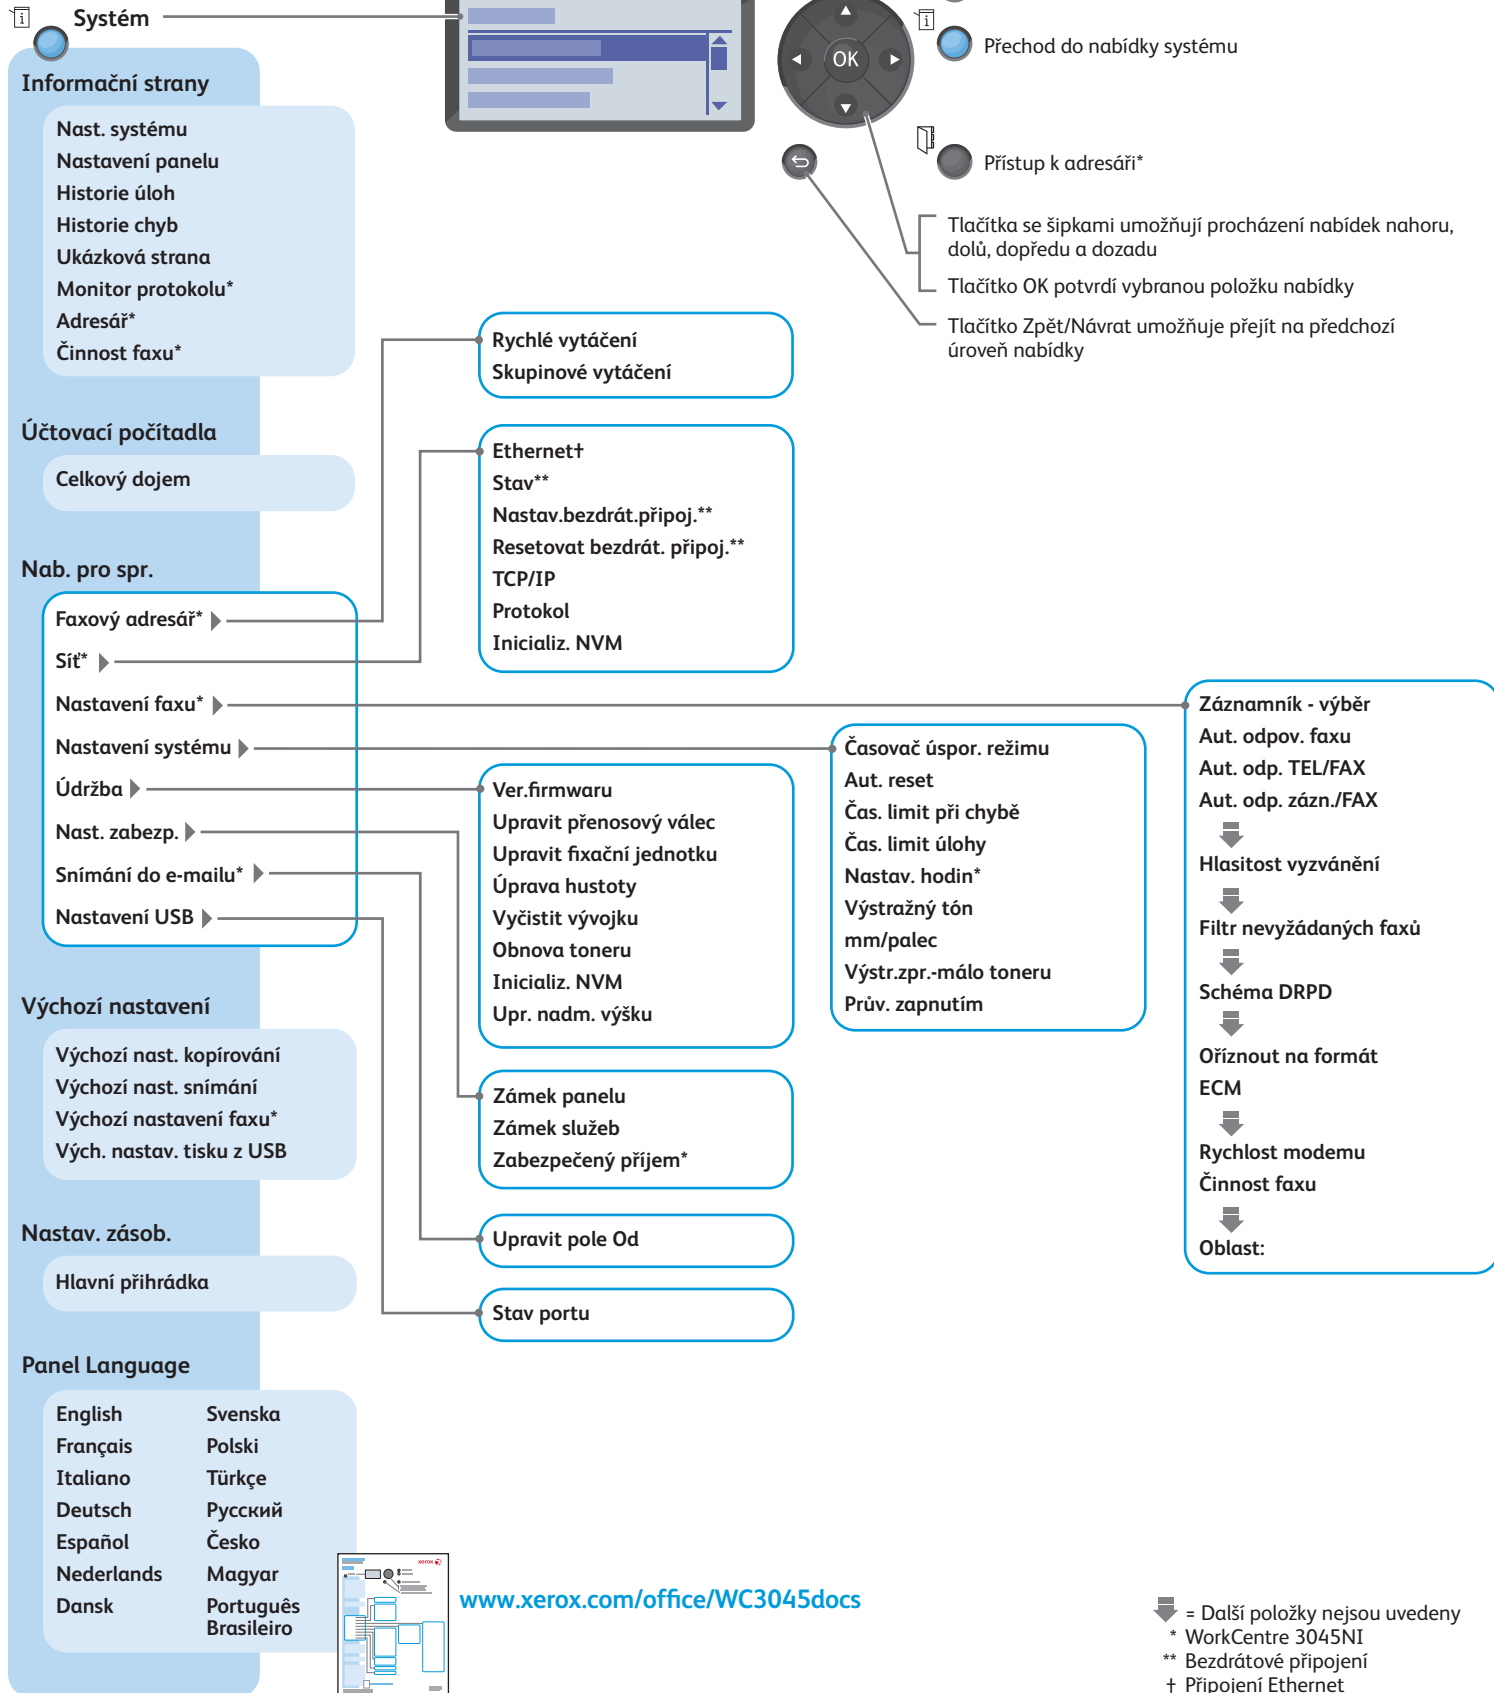 Systém
OK
Přechod do nabídky systému
Přístup k adresáři*
Tlačítka se šipkami umožňují procházení nabídek nahoru,
dolů, dopředu a dozadu
Tlačítko OK potvrdí vybranou položku nabídky
Tlačítko Zpět/Návrat umožňuje přejít na předchozí
úroveň nabídky
Informační strany
Nast. systému
Nastavení panelu
Historie úloh
Historie chyb
Ukázková strana
Monitor protokolu*
Adresář*
Činnost faxu*
Účtovací počítadla
Celkový dojem
Nab. pro spr.
Faxový adresář*
Síť*
Nastavení faxu*
Nastavení systému
Údržba
Nast. zabezp.
Snímání do e-mailu*
Nastavení USB
Výchozí nastavení
Výchozí nast. kopírování
Výchozí nast. snímání
Výchozí nastavení faxu*
Vých. nastav. tisku z USB
Nastav. zásob.
Hlavní přihrádka
Panel Language
English
Français
Italiano
Deutsch
Español
Nederlands
Dansk
Svenska
Polski
Türkçe
Русский
Česko
Magyar
Português
Brasileiro
Rychlé vytáčení
Skupinové vytáčení
Ethernet†
Stav**
Nastav.bezdrát.připoj.**
Resetovat bezdrát. připoj.**
TCP/IP
Protokol
Inicializ. NVM
Ver.firmwaru
Upravit přenosový válec
Upravit fixační jednotku
Úprava hustoty
Vyčistit vývojku
Obnova toneru
Inicializ. NVM
Upr. nadm. výšku
Zámek panelu
Zámek služeb
Zabezpečený příjem*
Upravit pole Od
Stav portu
Časovač úspor. režimu
Aut. reset
Čas. limit při chybě
Čas. limit úlohy
Nastav. hodin*
Výstražný tón
mm/palec
Výstr.zpr.-málo toneru
Prův. zapnutím
Záznamník - výběr
Aut. odpov. faxu
Aut. odp. TEL/FAX
Aut. odp. zázn./FAX
Hlasitost vyzvánění
Filtr nevyžádaných faxů
Schéma DRPD
Oříznout na formát
ECM
Rychlost modemu
Činnost faxu
Oblast:
xerox
www.xerox.com/office/WC3045docs
= Další položky nejsou uvedeny
* WorkCentre 3045NI
** Bezdrátové připojení
† Připojení Ethernet